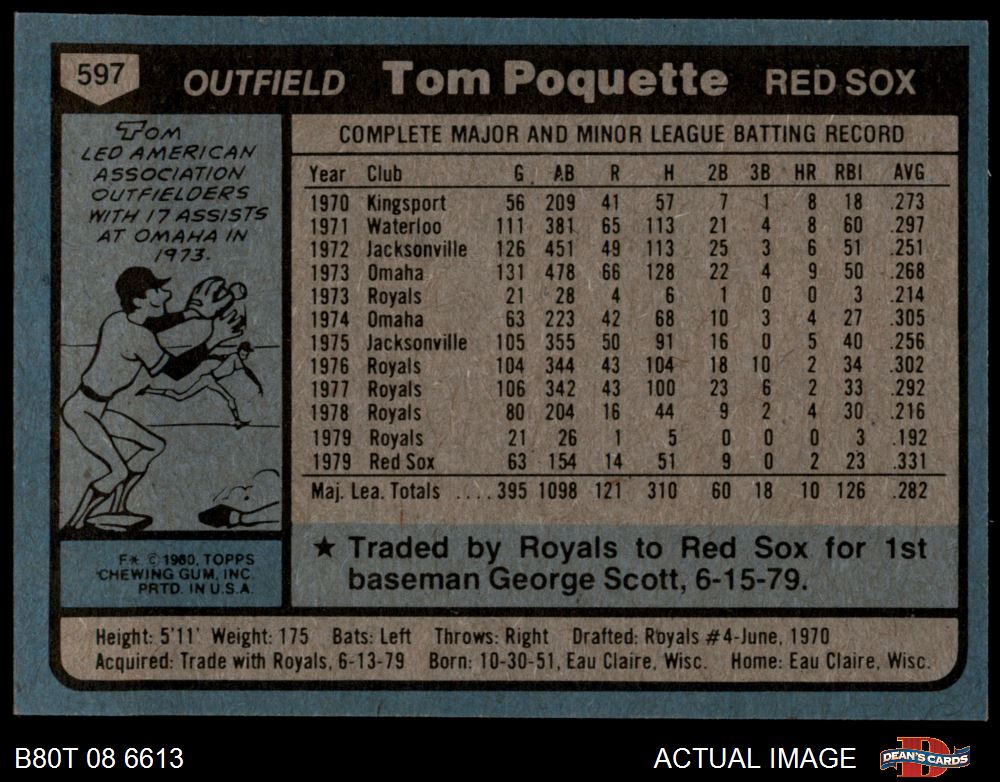 597 OUTFIELD Tom Poquette RED SOX
TOM
LED AMERICAN
ASSOCIATION
OUTFIELDERS
WITH 17 ASSISTS
AT OMAHA IN
1973.
COMPLETE MAJOR AND MINOR LEAGUE BATTING RECORD
Year Club G AB R H 2B 3B HR RBI AVG
1970 Kingsport 56 209 41 57 7 1 8 18 .273
1971 Waterloo 111 381 65 113 21 4 8 60 .297
1972 Jacksonville 126 451 49 113 25 3 6 51 .251
1973 Omaha 131 478 66 128 22 4 9 50 .268
1973 Royals 21 28 4 6 1 0 0 3 .214
1974 Omaha 63 223 42 68 10 3 4 27 .305
1975 Jacksonville 105 355 50 91 16 0 5 40 .256
1976 Royals 104 344 43 104 18 10 2 34 .302
1977 Royals 106 342 43 100 23 6 2 33 .292
1978 Royals 80 204 16 44 9 2 4 30 .216
1979 Royals 21 26 1 5 0 0 0 3 .192
1979 Red Sox 63 154 14 51 9 0 2 23 .331
Maj. Lea. Totals .... 395 1098 121 310 60 18 10 126 .282
★ Traded by Royals to Red Sox for 1st
baseman George Scott, 6-15-79.
F* © 1980, TOPPS
CHEWING GUM, INC.
PRTD. IN U.S.A.
Height: 5'11' Weight: 175 Bats: Left Throws: Right Drafted: Royals #4-June, 1970
Acquired: Trade with Royals, 6-13-79 Born: 10-30-51, Eau Claire, Wisc. Home: Eau Claire, Wisc.
B80T 08 6613 ACTUAL IMAGE DEAN'S CARDS